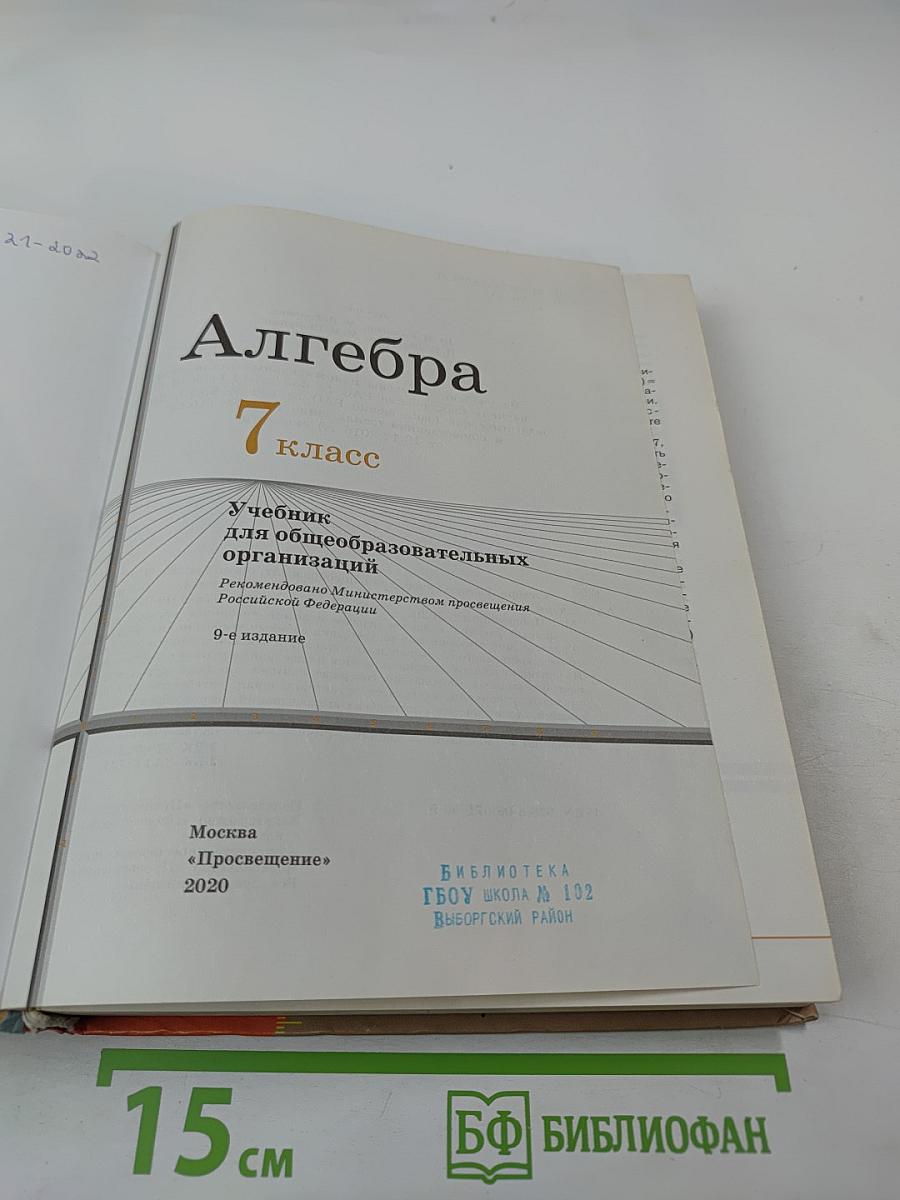 21-2022
Алгебра
7 класс
Учебник
для общеобразовательных
организаций
Рекомендовано Министерством просвещения
Российской Федерации
9-е издание
Москва
«Просвещение»
2020
БИБЛИОТЕКА
ГБОУ ШКОЛА № 102
ВЫБОРГСКИЙ РАЙОН
15 см
БФ БИБЛИОФАН